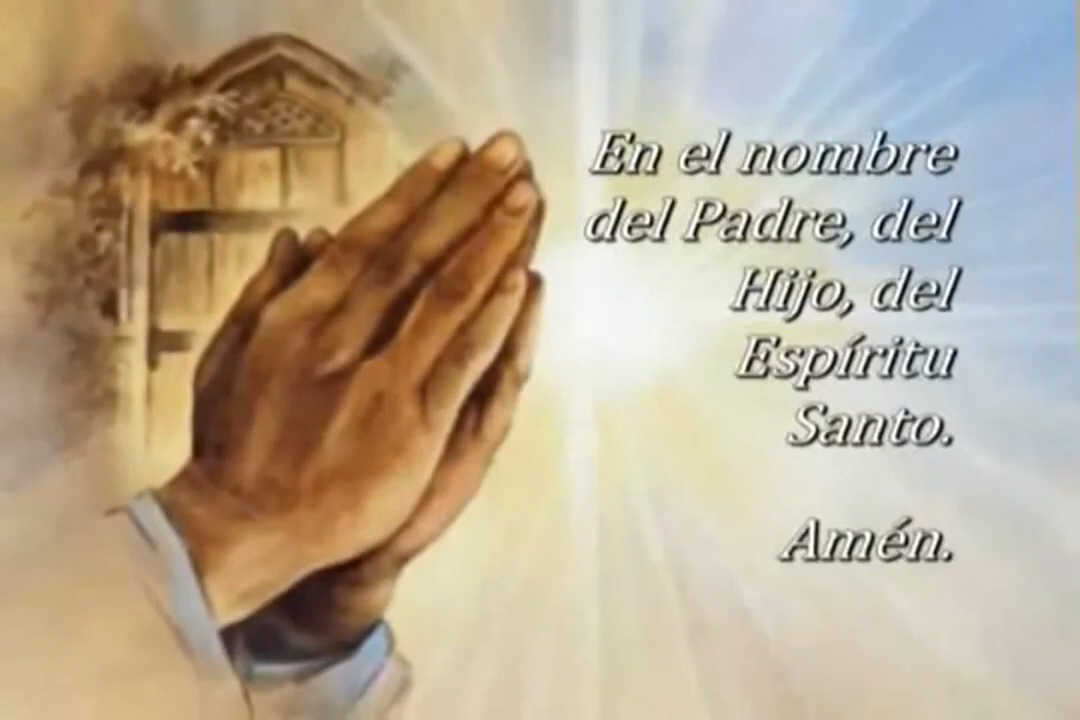 En el nombre
del Padre, del
Hijo, del
Espíritu
Santo.
Amén.